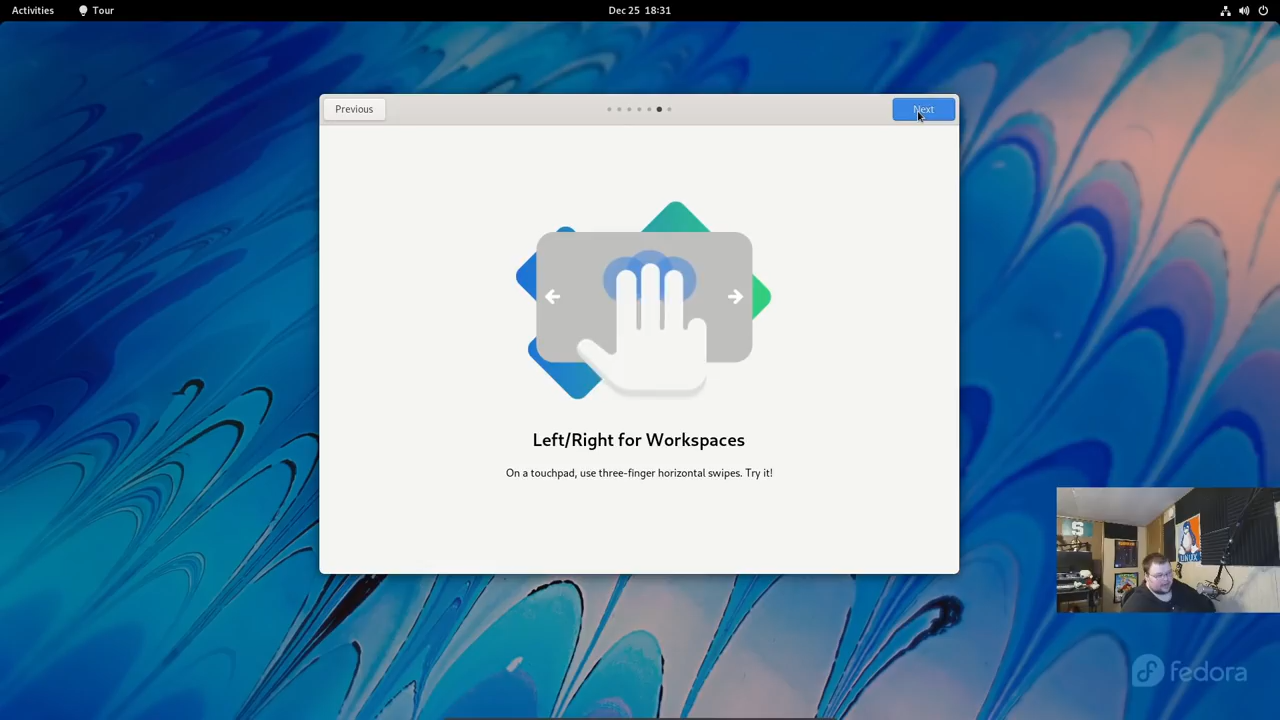 Activities
Tour
Dec 25 18:31
Previous
Next
Left/Right for Workspaces
On a touchpad, use three-finger horizontal swipes. Try it!
S
LINUX
fedora